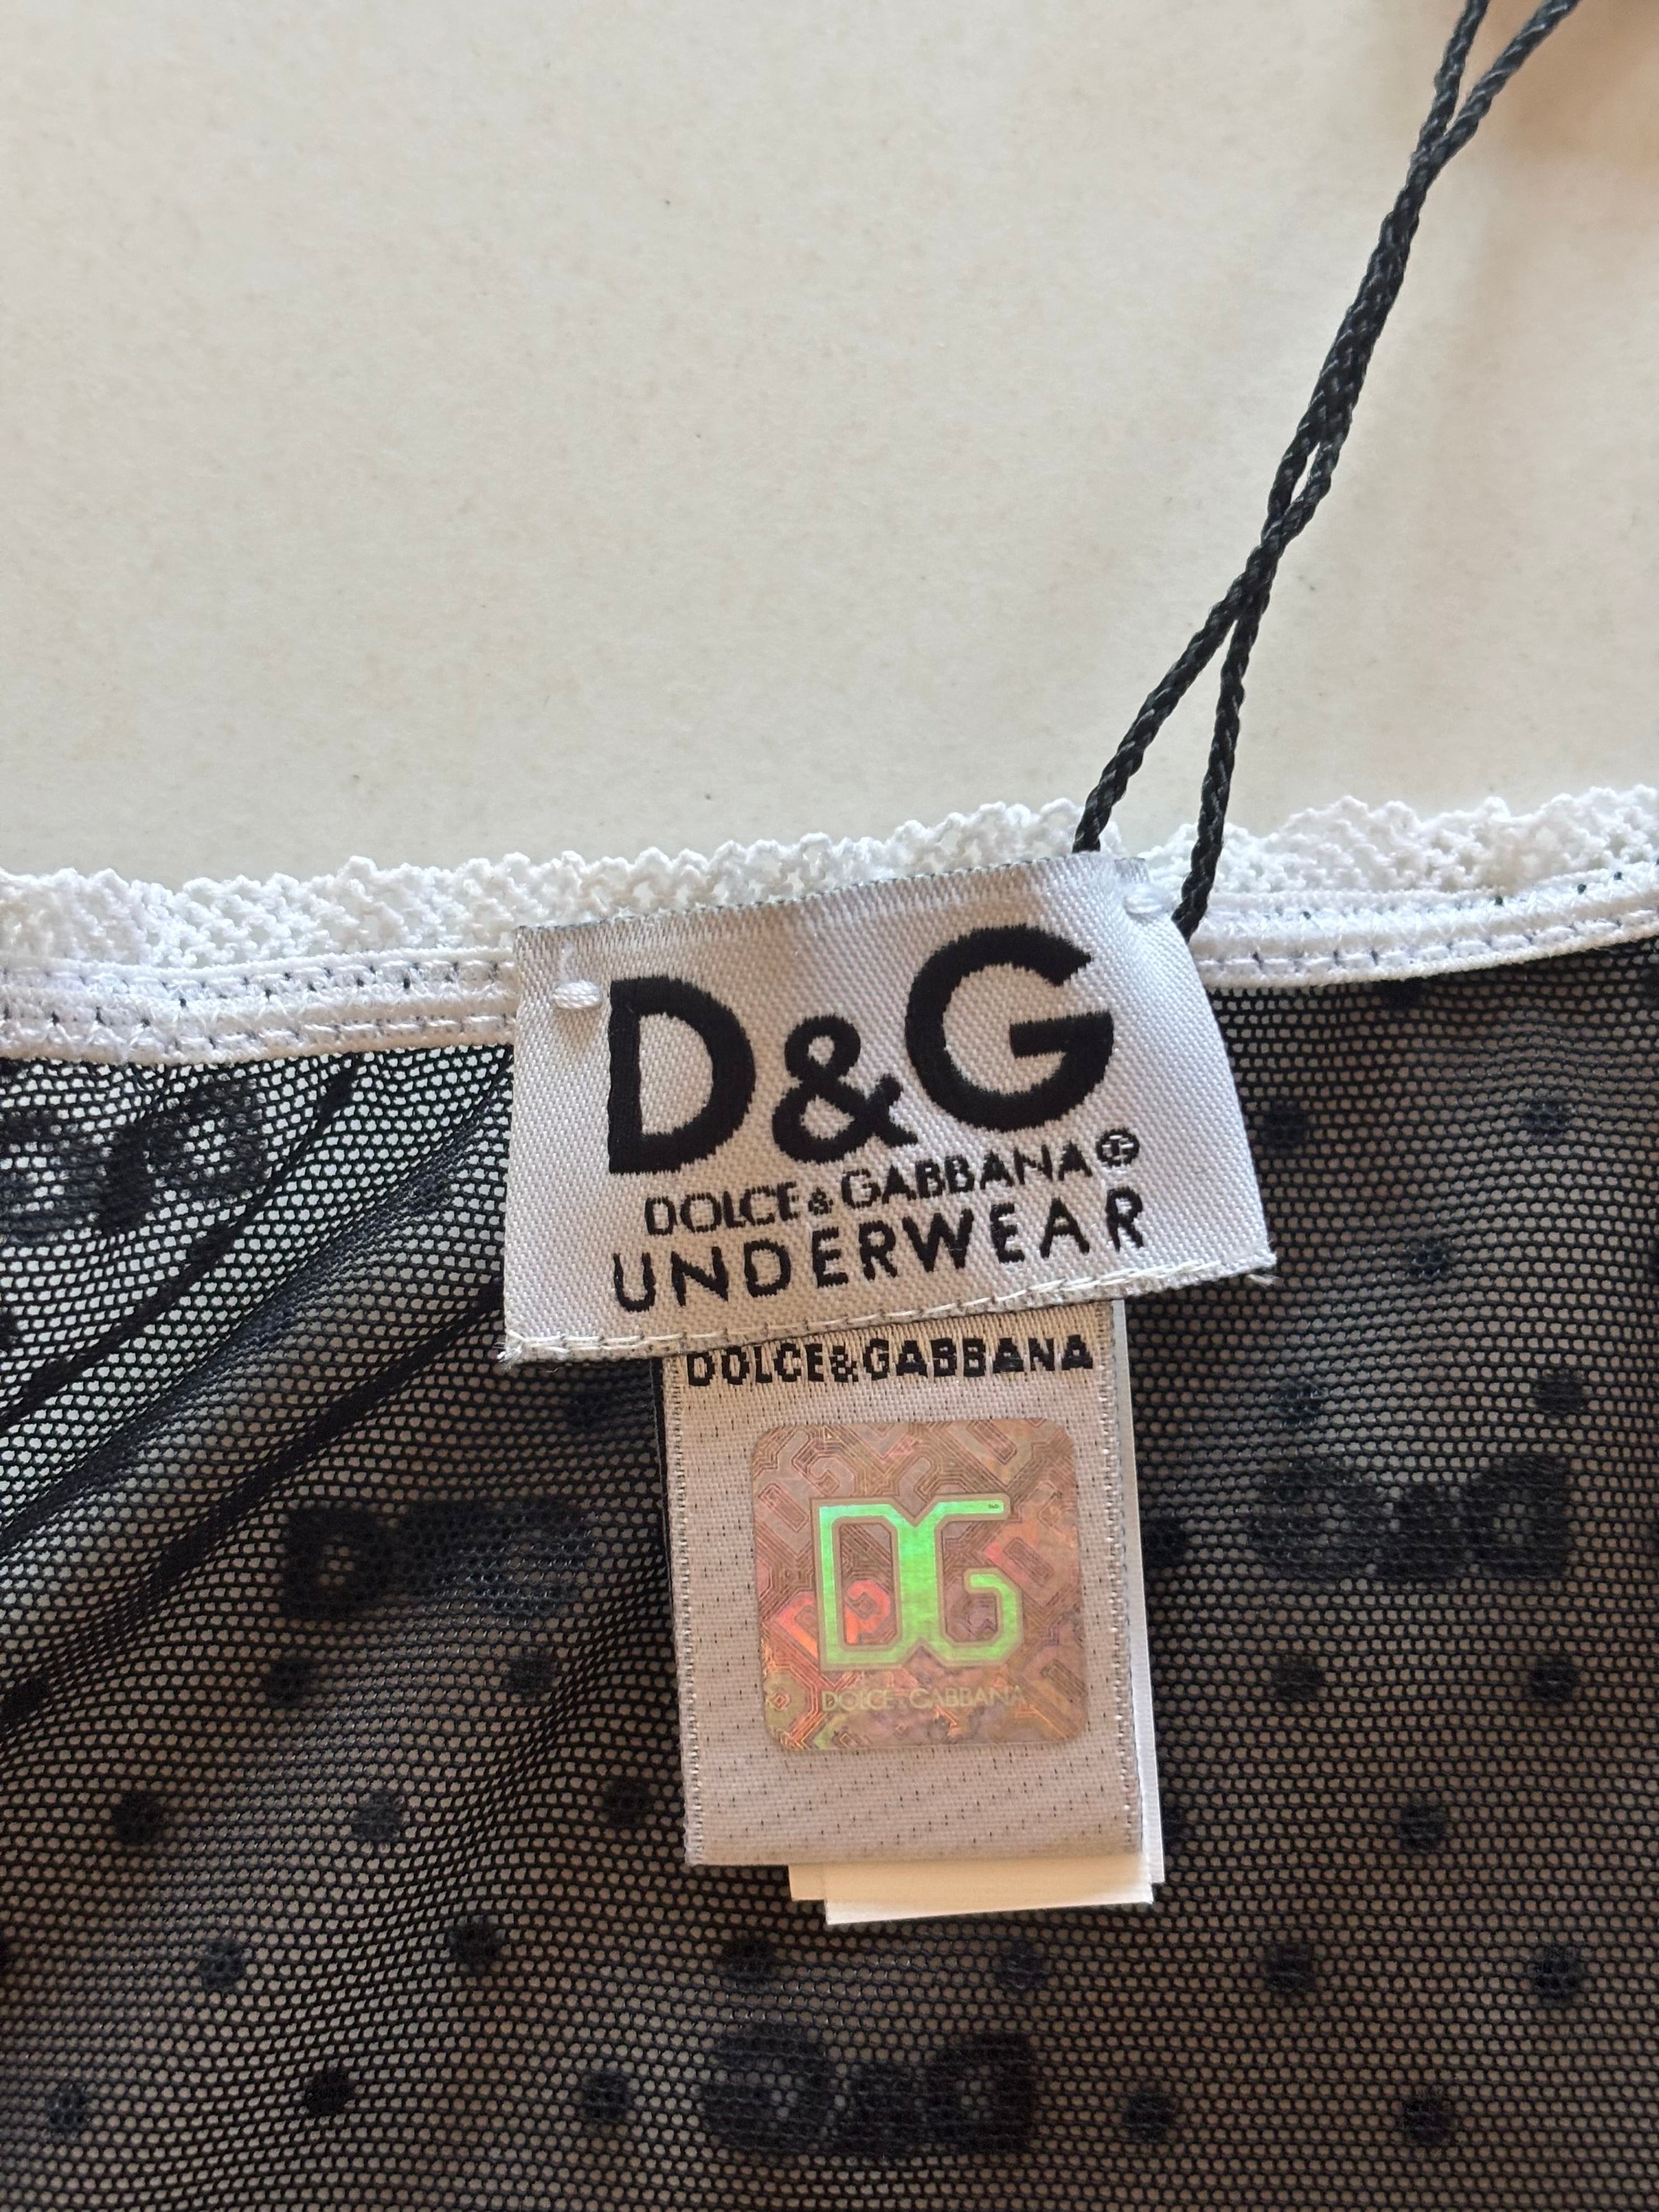 D&G
DOLCE & GABBANA®
UNDERWEAR
DOLCE&GABBANA
DG
DOLCE&GABBANA